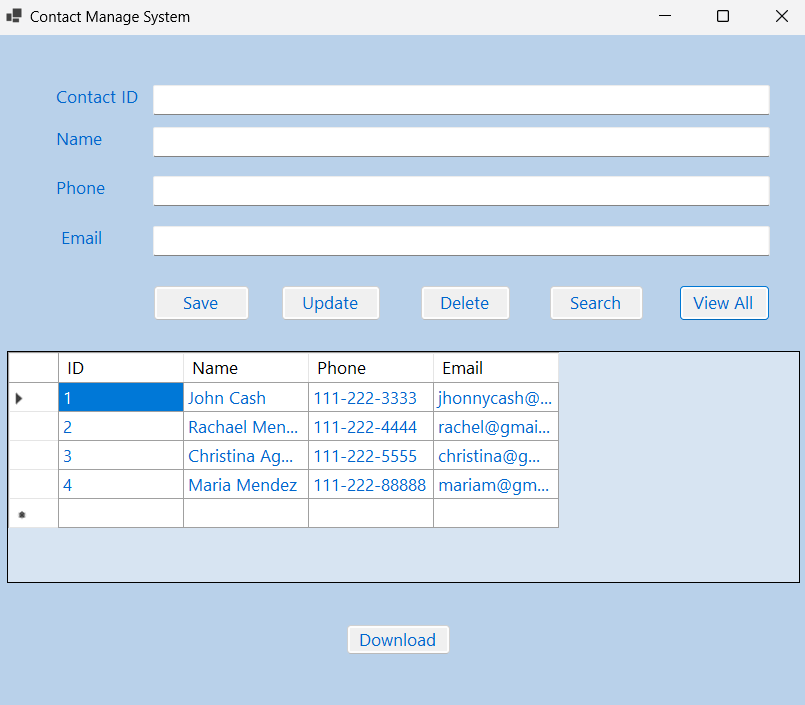 Contact Manage System
Contact ID
Name
Phone
Email
Save Update Delete Search View All
ID Name Phone Email
1 John Cash 111-222-3333 jhonnycash@...
2 Rachael Men... 111-222-4444 rachel@gmai...
3 Christina Ag... 111-222-5555 christina@g...
4 Maria Mendez 111-222-88888 mariam@gm...
Download